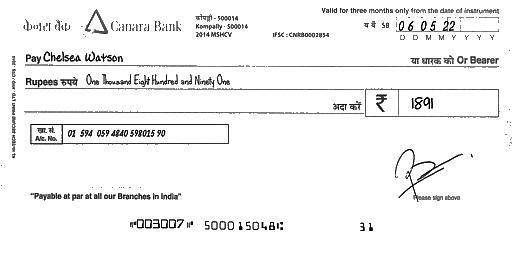 केनरा बैंक Canara Bank
कोंपल्ली - 500014
Kompally - 500014
2014 MSHCV
IFSC : CNRB0002854
Valid for three months only from the date of instrument
SB 06 05 22
D D M M Y Y Y Y
Pay Chelsea Watson
या धारक को Or Bearer
Rupees रुपये One Thousand Eight Hundred and Ninety One
अदा करें ₹ 1891
खा. सं.
A/c. No. 01 594 059 4840 598015 90
Please sign above
"Payable at par at all our Branches in India"
⑈003007⑈ 500015048⑆ 31